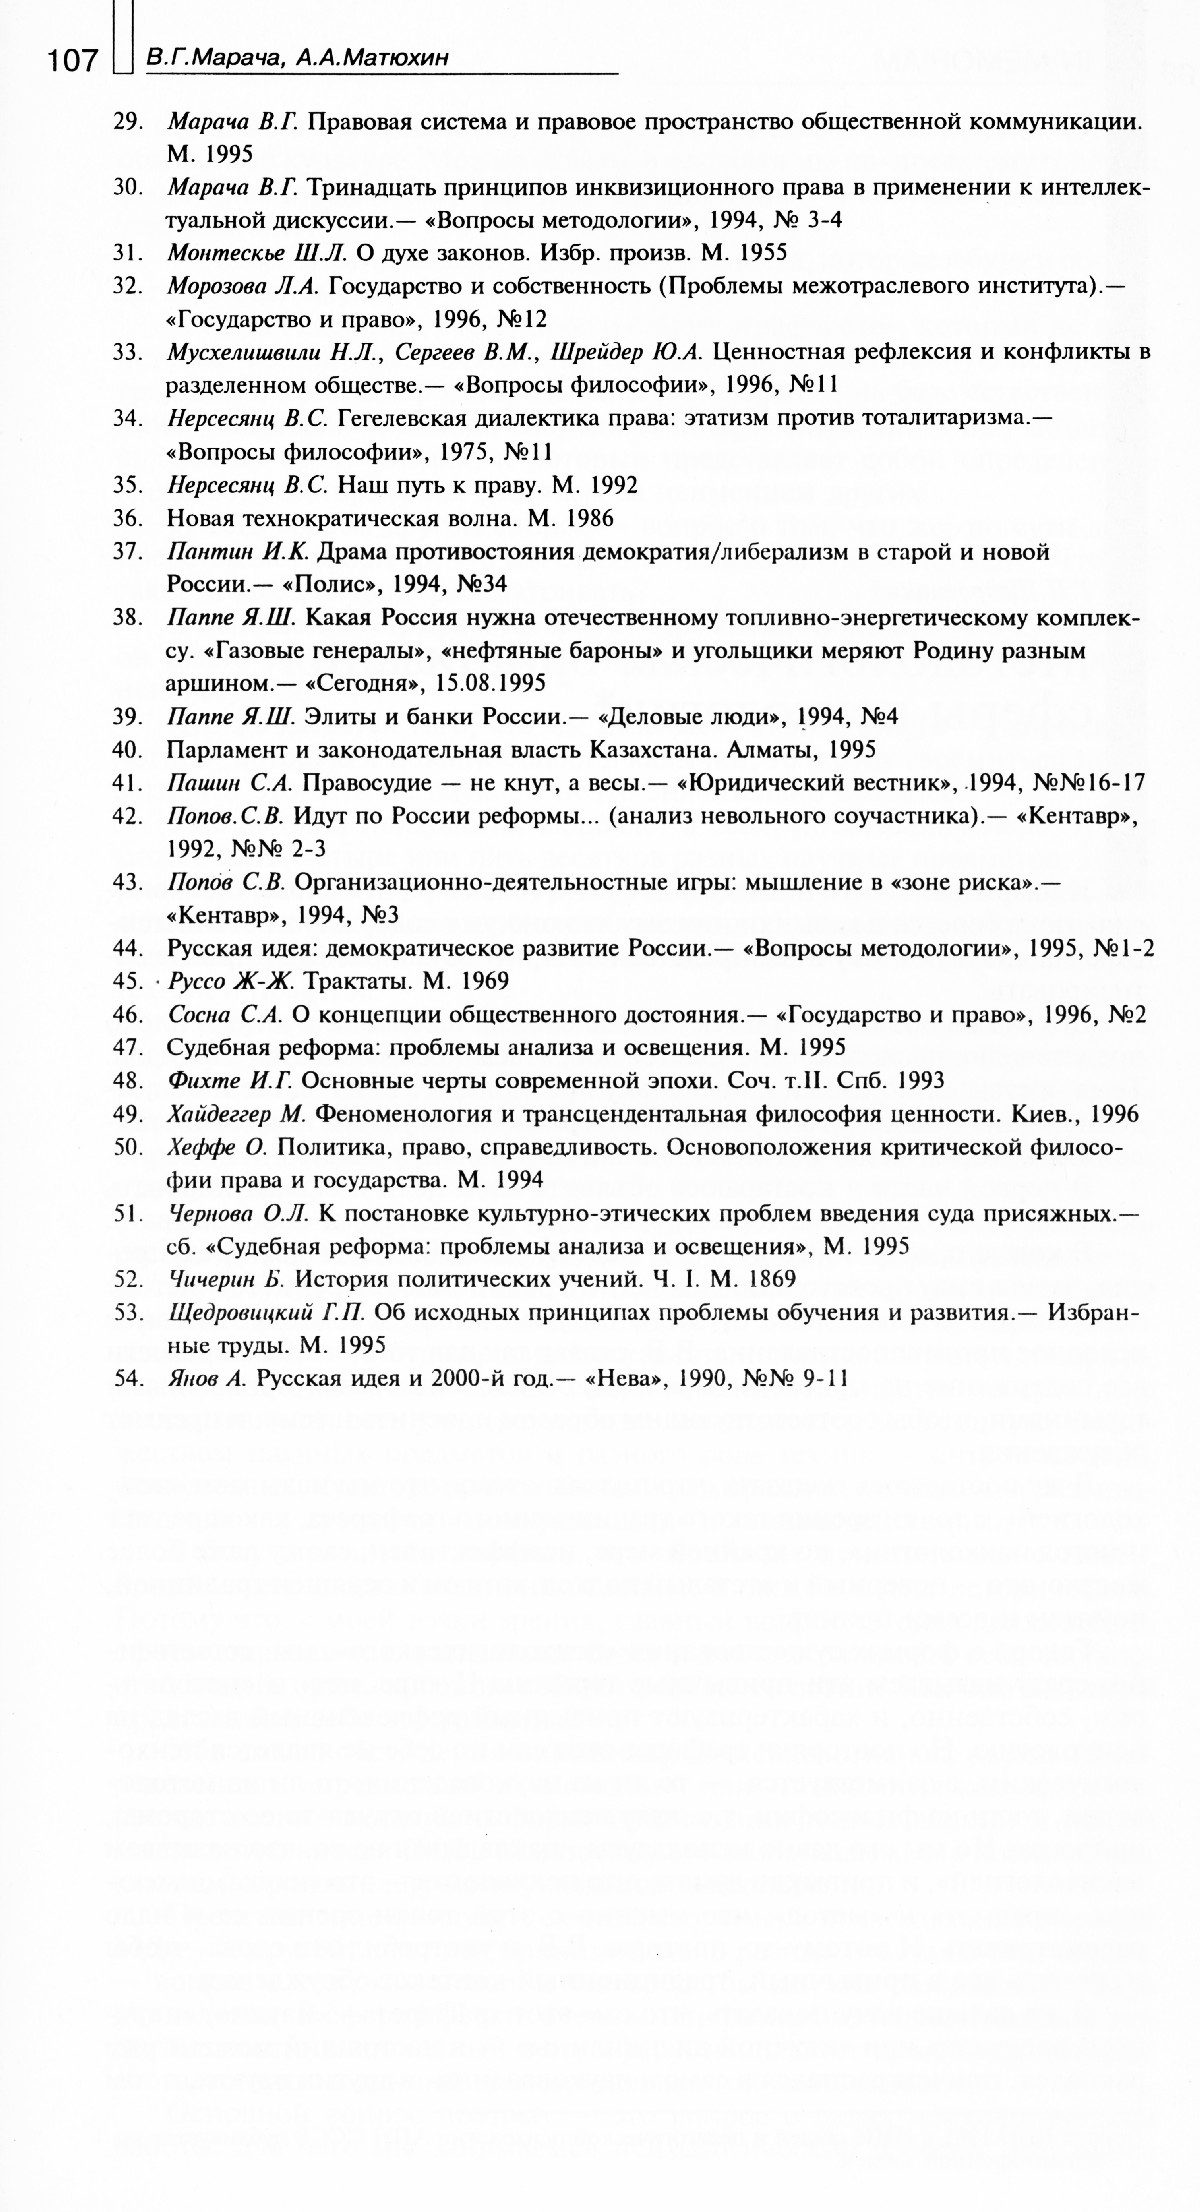 107 В.Г.Марача, А.А.Матюхин
29. Марача В.Г. Правовая система и правовое пространство общественной коммуникации.
М. 1995
30. Марача В.Г. Тринадцать принципов инквизиционного права в применении к интеллек-
туальной дискуссии.— «Вопросы методологии», 1994, № 3-4
31. Монтескье Ш.Л. О духе законов. Избр. произв. М. 1955
32. Морозова Л.А. Государство и собственность (Проблемы межотраслевого института).—
«Государство и право», 1996, №12
33. Мусхелишвили Н.Л., Сергеев В.М., Шрейдер Ю.А. Ценностная рефлексия и конфликты в
разделенном обществе.— «Вопросы философии», 1996, №11
34. Нерсесянц В.С. Гегелевская диалектика права: этатизм против тоталитаризма.—
«Вопросы философии», 1975, №11
35. Нерсесянц В.С. Наш путь к праву. М. 1992
36. Новая технократическая волна. М. 1986
37. Пантин И.К. Драма противостояния демократия/либерализм в старой и новой
России.— «Полис», 1994, №34
38. Паппе Я.Ш. Какая Россия нужна отечественному топливно-энергетическому комплек-
су. «Газовые генералы», «нефтяные бароны» и угольщики меряют Родину разным
аршином.— «Сегодня», 15.08.1995
39. Паппе Я.Ш. Элиты и банки России.— «Деловые люди», 1994, №4
40. Парламент и законодательная власть Казахстана. Алматы, 1995
41. Пашин С.А. Правосудие — не кнут, а весы.— «Юридический вестник», 1994, №№16-17
42. Попов.С.В. Идут по России реформы... (анализ невольного соучастника).— «Кентавр»,
1992, №№ 2-3
43. Попов С.В. Организационно-деятельностные игры: мышление в «зоне риска».—
«Кентавр», 1994, №3
44. Русская идея: демократическое развитие России.— «Вопросы методологии», 1995, №1-2
45. Руссо Ж-Ж. Трактаты. М. 1969
46. Сосна С.А. О концепции общественного достояния.— «Государство и право», 1996, №2
47. Судебная реформа: проблемы анализа и освещения. М. 1995
48. Фихте И.Г. Основные черты современной эпохи. Соч. т.II. Спб. 1993
49. Хайдеггер М. Феноменология и трансцендентальная философия ценности. Киев., 1996
50. Хеффе О. Политика, право, справедливость. Основоположения критической филосо-
фии права и государства. М. 1994
51. Чернова О.Л. К постановке культурно-этических проблем введения суда присяжных.—
сб. «Судебная реформа: проблемы анализа и освещения», М. 1995
52. Чичерин Б. История политических учений. Ч. I. М. 1869
53. Щедровицкий Г.П. Об исходных принципах проблемы обучения и развития.— Избран-
ные труды. М. 1995
54. Янов А. Русская идея и 2000-й год.— «Нева», 1990, №№ 9-11